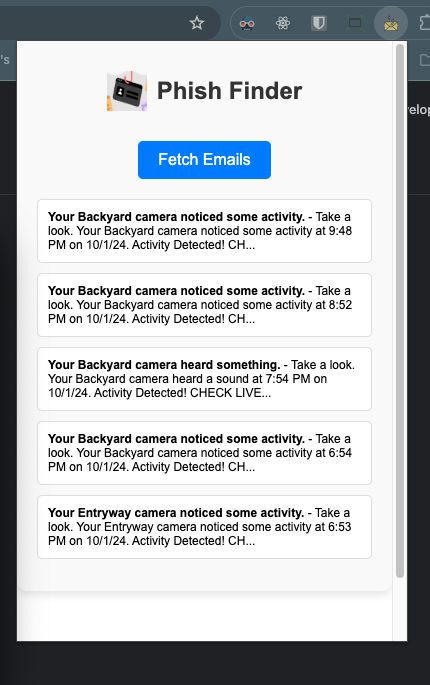 's
velop
Phish Finder
Fetch Emails
Your Backyard camera noticed some activity. - Take a
look. Your Backyard camera noticed some activity at 9:48
PM on 10/1/24. Activity Detected! CH...
Your Backyard camera noticed some activity. - Take a
look. Your Backyard camera noticed some activity at 8:52
PM on 10/1/24. Activity Detected! CH...
Your Backyard camera heard something. - Take a look.
Your Backyard camera heard a sound at 7:54 PM on
10/1/24. Activity Detected! CHECK LIVE...
Your Backyard camera noticed some activity. - Take a
look. Your Backyard camera noticed some activity at 6:54
PM on 10/1/24. Activity Detected! CH...
Your Entryway camera noticed some activity. - Take a
look. Your Entryway camera noticed some activity at 6:53
PM on 10/1/24. Activity Detected! CH...